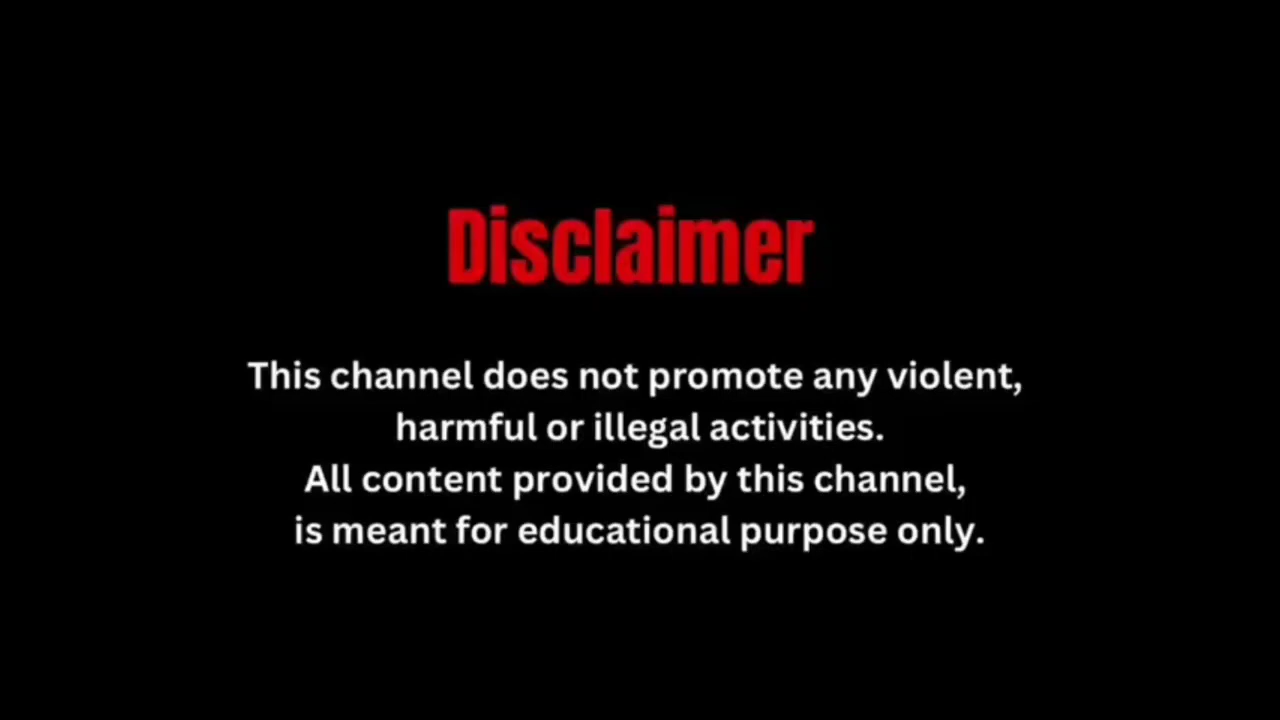 Disclaimer
This channel does not promote any violent,
harmful or illegal activities.
All content provided by this channel,
is meant for educational purpose only.